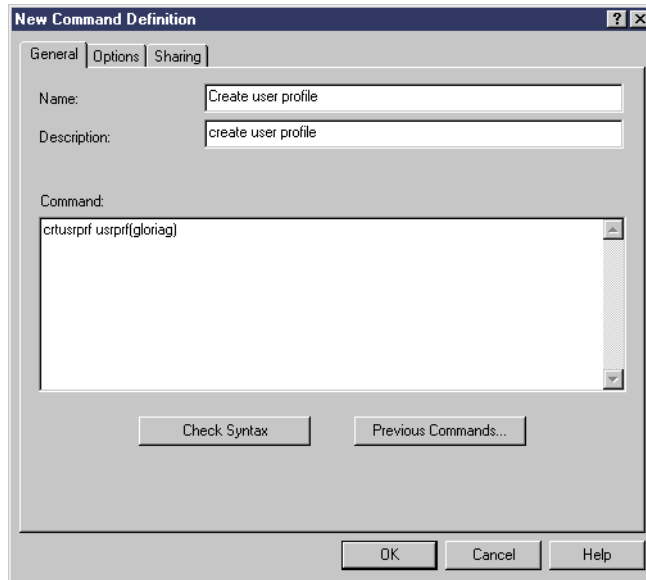 New Command Definition
General Options Sharing
Name: Create user profile
Description: create user profile
Command:
crtusrprf usrprf(gloriag)
Check Syntax Previous Commands...
OK Cancel Help